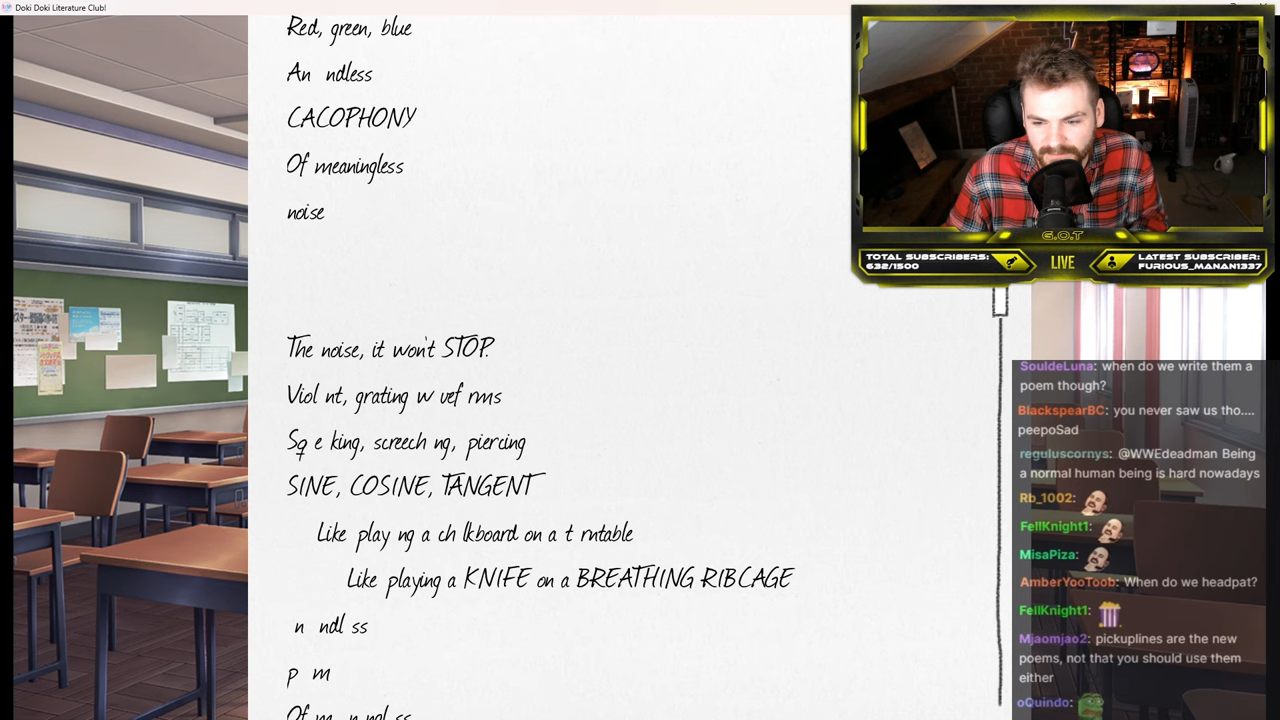 Doki Doki Literature Club!
Red, green, blue
An ndless
CACOPHONY
Of meaningless
noise
The noise, it won't STOP.
Viol nt, grating w vef rms
Sq e king, screech ng, piercing
SINE, COSINE, TANGENT
Like play ng a ch lkboard on a t rntable
Like playing a KNIFE on a BREATHING RIBCAGE
n ndl ss
p m
Of m n ngl ss
G.O.T
TOTAL SUBSCRIBERS:
632/1500
LIVE
LATEST SUBSCRIBER:
FURIOUS_MANAN1337
SouldeLuna: when do we write them a
poem though?
BlackspearBC: you never saw us tho....
peepoSad
reguluscornys: @WWEdeadman Being
a normal human being is hard nowadays
Rb_1002:
FellKnight1:
MisaPiza:
AmberYooToob: When do we headpat?
FellKnight1:
Mjaomjao2: pickuplines are the new
poems, not that you should use them
either
oQuindo: